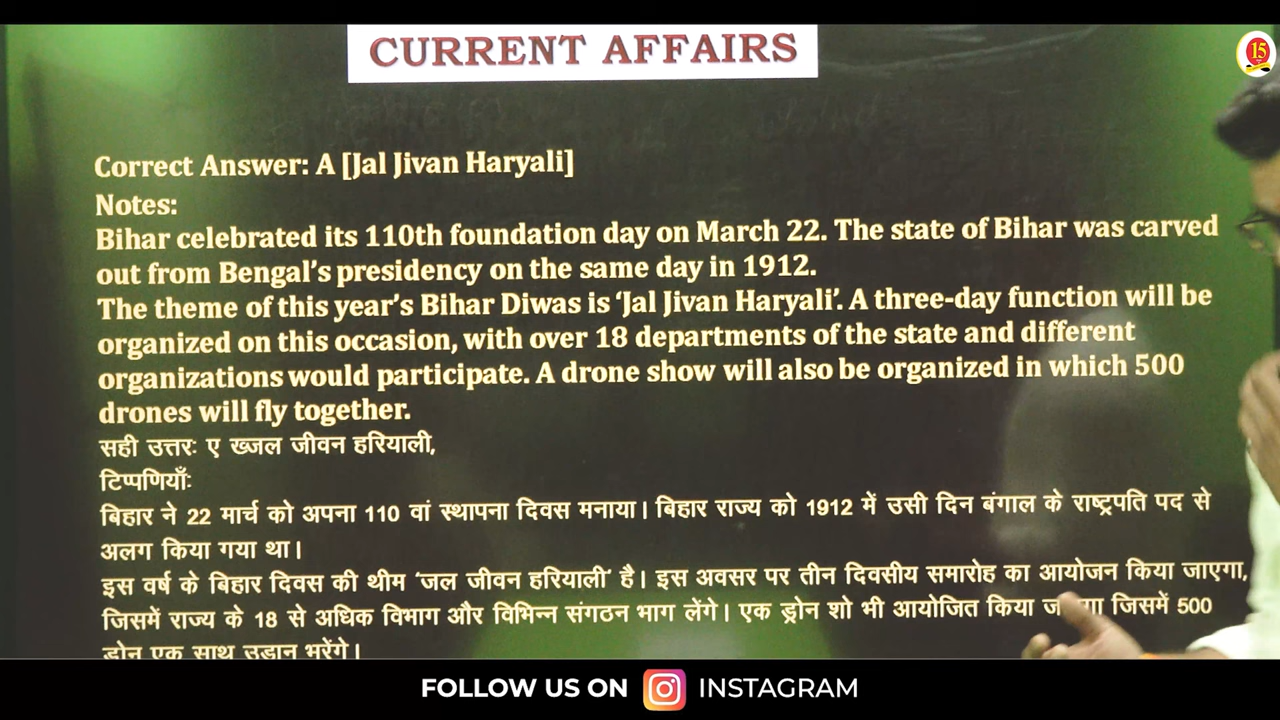 CURRENT AFFAIRS
15
Correct Answer: A [Jal Jivan Haryali]
Notes:
Bihar celebrated its 110th foundation day on March 22. The state of Bihar was carved
out from Bengal's presidency on the same day in 1912.
The theme of this year's Bihar Diwas is 'Jal Jivan Haryali'. A three-day function will be
organized on this occasion, with over 18 departments of the state and different
organizations would participate. A drone show will also be organized in which 500
drones will fly together.
सही उत्तरः ए ख्जल जीवन हरियाली,
टिप्पणियाँः
बिहार ने 22 मार्च को अपना 110 वां स्थापना दिवस मनाया। बिहार राज्य को 1912 में उसी दिन बंगाल के राष्ट्रपति पद से
अलग किया गया था।
इस वर्ष के बिहार दिवस की थीम 'जल जीवन हरियाली' है। इस अवसर पर तीन दिवसीय समारोह का आयोजन किया जाएगा,
जिसमें राज्य के 18 से अधिक विभाग और विभिन्न संगठन भाग लेंगे। एक ड्रोन शो भी आयोजित किया जिसमें 500
ड्रोन एक साथ उड़ान भरेंगे।
FOLLOW US ON INSTAGRAM